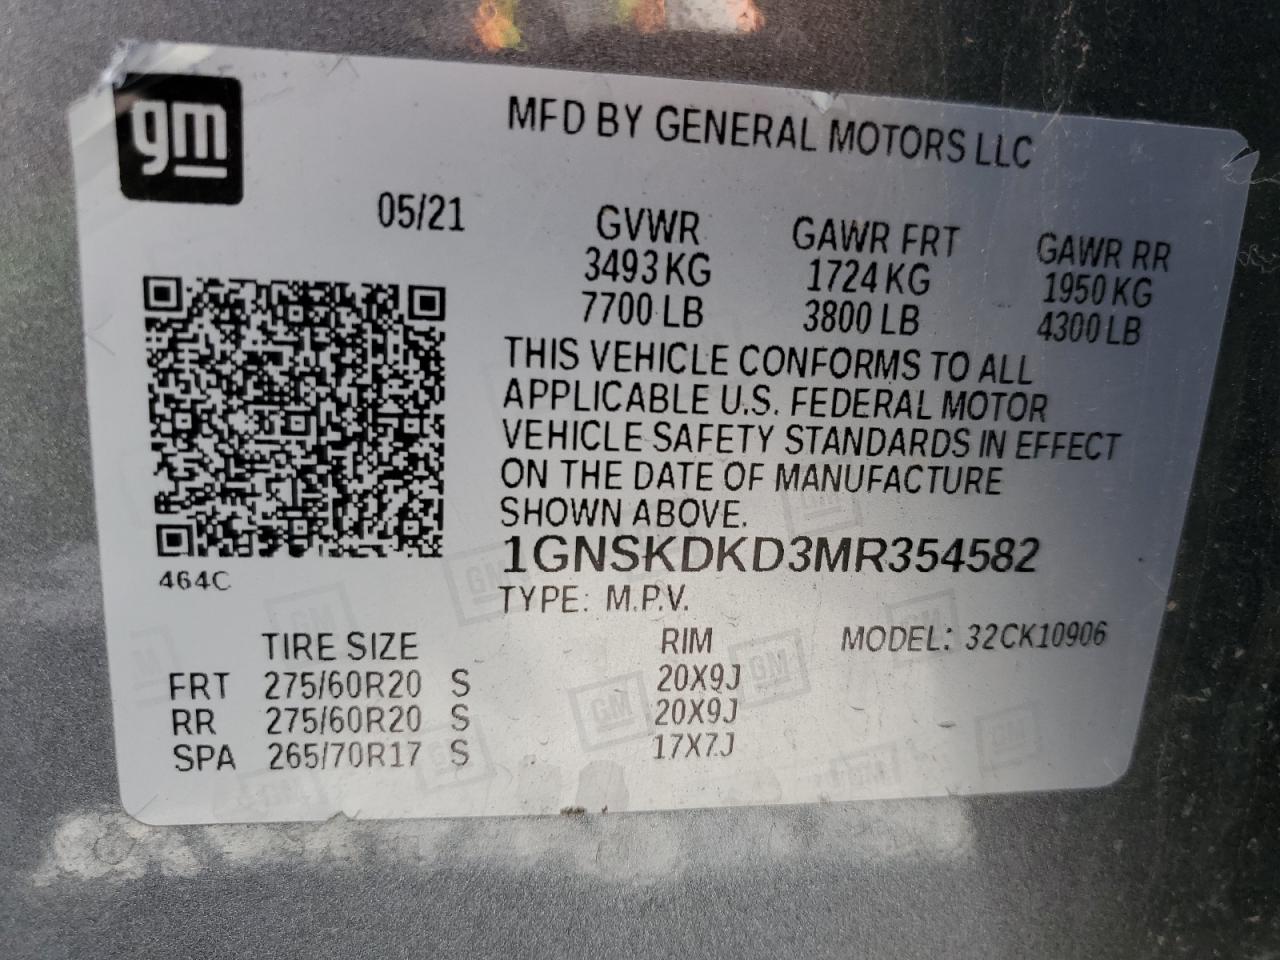 gm
MFD BY GENERAL MOTORS LLC
05/21
GVWR GAWR FRT GAWR RR
3493 KG 1724 KG 1950 KG
7700 LB 3800 LB 4300 LB
THIS VEHICLE CONFORMS TO ALL
APPLICABLE U.S. FEDERAL MOTOR
VEHICLE SAFETY STANDARDS IN EFFECT
ON THE DATE OF MANUFACTURE
SHOWN ABOVE.
464C
1GNSKDKD3MR354582
TYPE: M.P.V.
TIRE SIZE RIM MODEL: 32CK10906
FRT 275/60R20 S 20X9J
RR 275/60R20 S 20X9J
SPA 265/70R17 S 17X7J